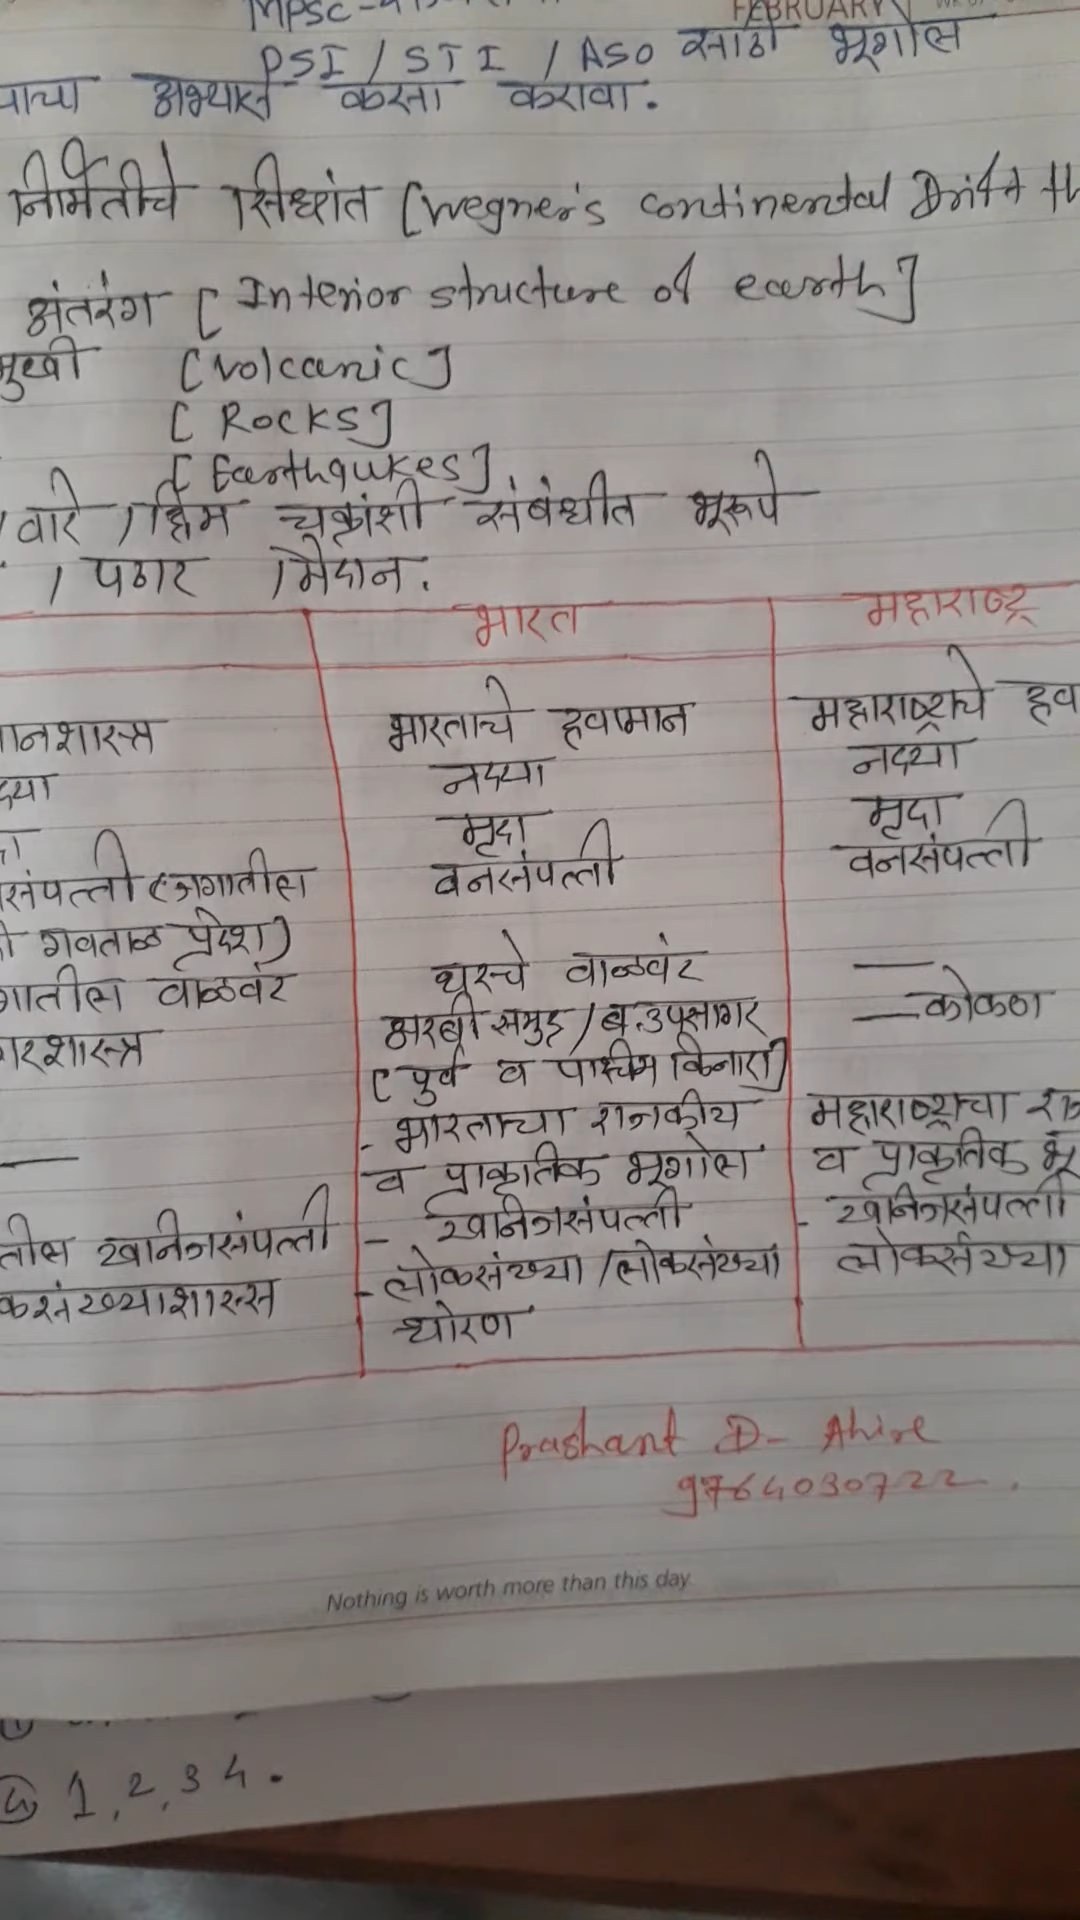 MPSC-
FEBRUARY
PSI / STI / ASO साठी भूगोल
अभ्यास कसा करावा.
निर्मितीचे सिध्दांत [Wegner's continental Drift th
अंतरंग [Interior structure of earth]
मुखी [Volcanic]
[Rocks]
[Earthqukes]
/ वारे / हिम चक्रांशी संबंधीत भूरूपे
/ पठार / मैदान.
भारत महाराष्ट्र
ानशास्त्र भारताचे हवामान महाराष्ट्राचे हव
द्या नद्या नद्या
मृदा मृदा
संपत्ती (जगातील वनसंपत्ती वनसंपत्ती
गवताळ प्रदेश)
गातील वाळवंट थरचे वाळवंट —
गरशास्त्र अरबी समुद्र / ब.उपसागर — कोकण
[पुर्व व पश्चिम किनारा]
— - भारताचा राजकीय महाराष्ट्राचा
व प्राकृतिक भूगोल व प्राकृतिक भू
तील खनिजसंपत्ती - खनिजसंपत्ती - खनिजसंपत्ती
कसंख्याशास्त्र - लोकसंख्या / लोकसंख्या लोकसंख्या
धोरण
Prashant D- Ahire
9764030722.
Nothing is worth more than this day
④ 1, 2, 3 4.